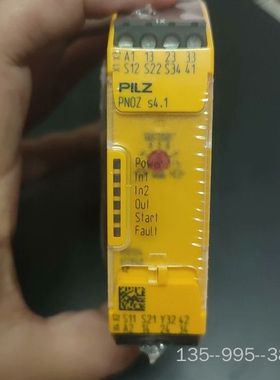 A1 13 23 33
S12 S22 S34 41
PILZ
PNOZ s4.1
Power
In1
In2
Out
Start
Fault
S11 S21 Y32 42
A2 14 24 34
135--995--38